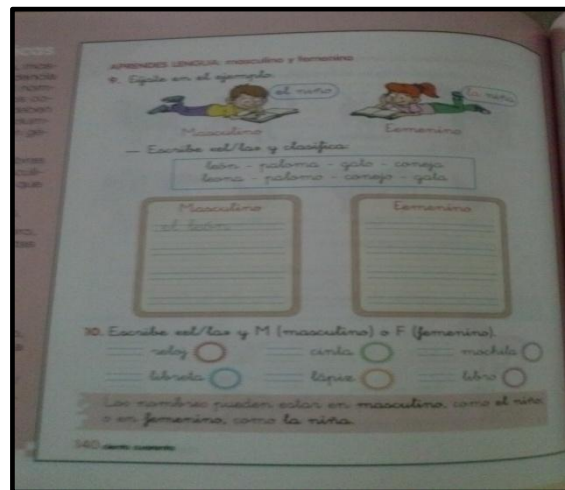 APRENDES LENGUA: masculino y femenino
9. Fíjate en el ejemplo.
el niño
la niña
Masculino
Femenino
— Escribe «el/la» y clasifica:
león - paloma - gato - coneja
leona - palomo - conejo - gata
Masculino
Femenino
el león
10. Escribe «el/la» y M (masculino) o F (femenino).
reloj
cinta
mochila
libreta
lápiz
libro
Los nombres pueden estar en masculino, como el niño,
o en femenino, como la niña.
140 ciento cuarenta